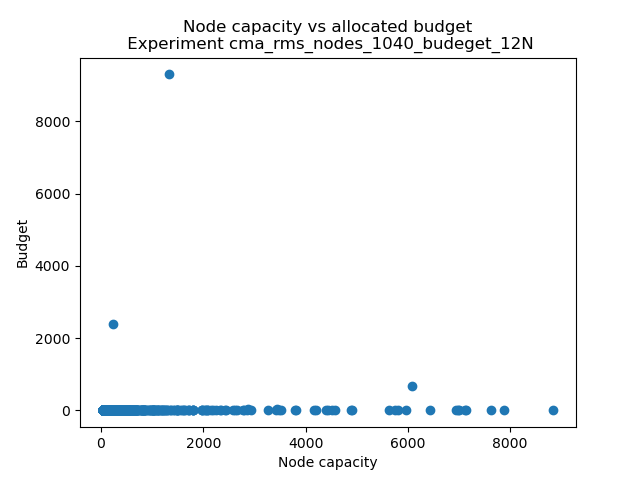 Node capacity vs allocated budget
Experiment cma_rms_nodes_1040_budeget_12N
8000
6000
4000
2000
0
Budget
0 2000 4000 6000 8000
Node capacity